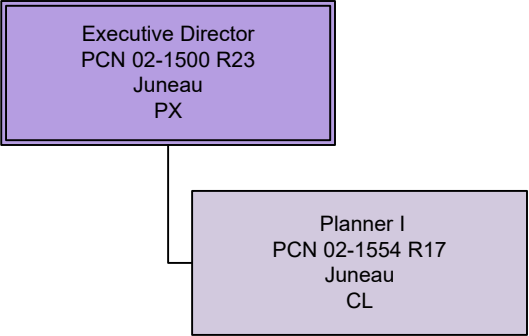 Executive Director
PCN 02-1500 R23
Juneau
PX
Planner I
PCN 02-1554 R17
Juneau
CL